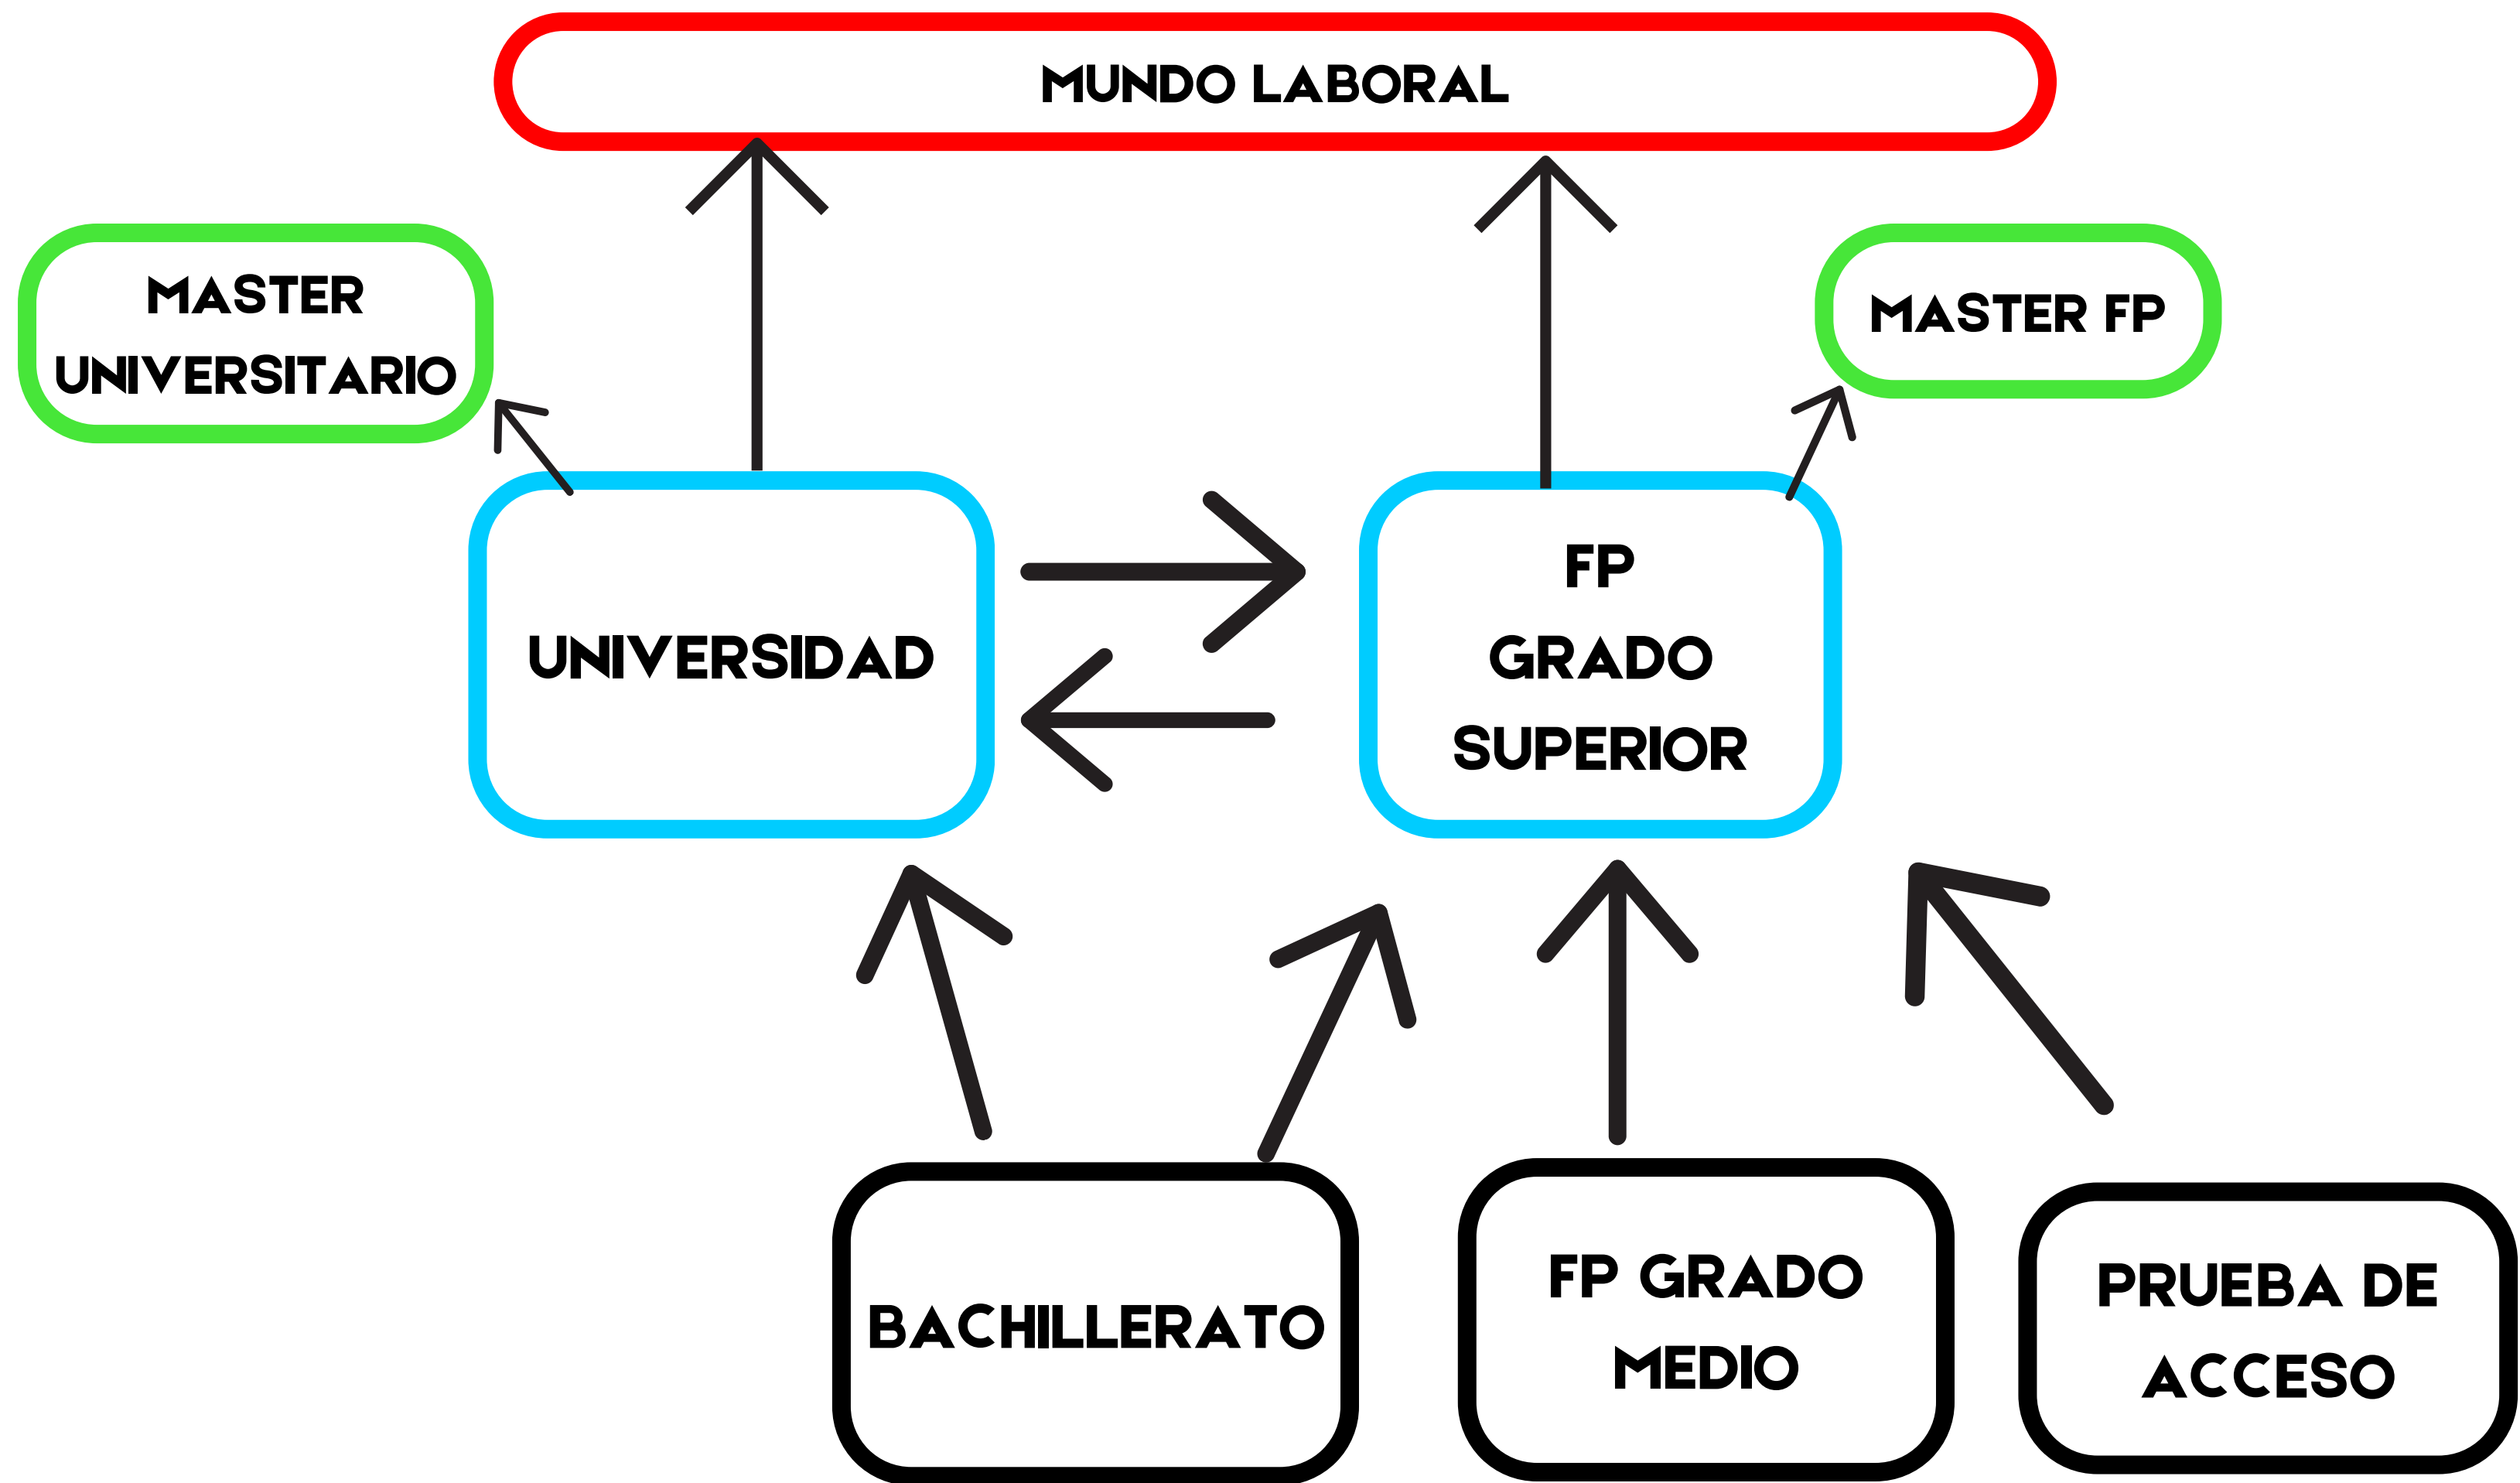 MUNDO LABORAL
MASTER
UNIVERSITARIO
MASTER FP
UNIVERSIDAD
FP
GRADO
SUPERIOR
BACHILLERATO
FP GRADO
MEDIO
PRUEBA DE
ACCESO